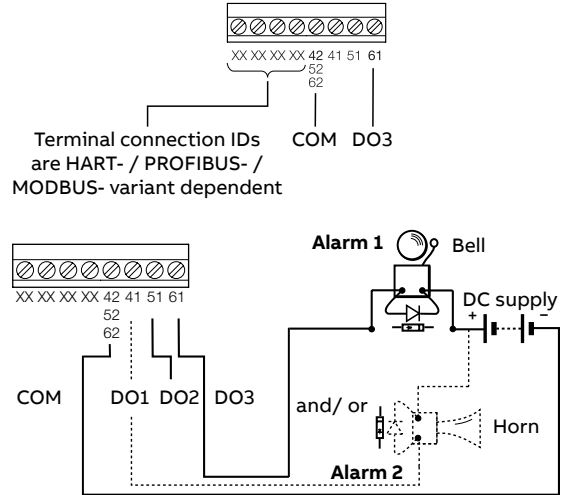 XX XX XX XX 42 41 51 61
52
62
Terminal connection IDs
are HART- / PROFIBUS- /
MODBUS- variant dependent
COM DO3
Alarm 1 Bell
XX XX XX XX 42 41 51 61
52
62
DC supply
+ –
COM DO1 DO2 DO3
and/ or
Horn
Alarm 2